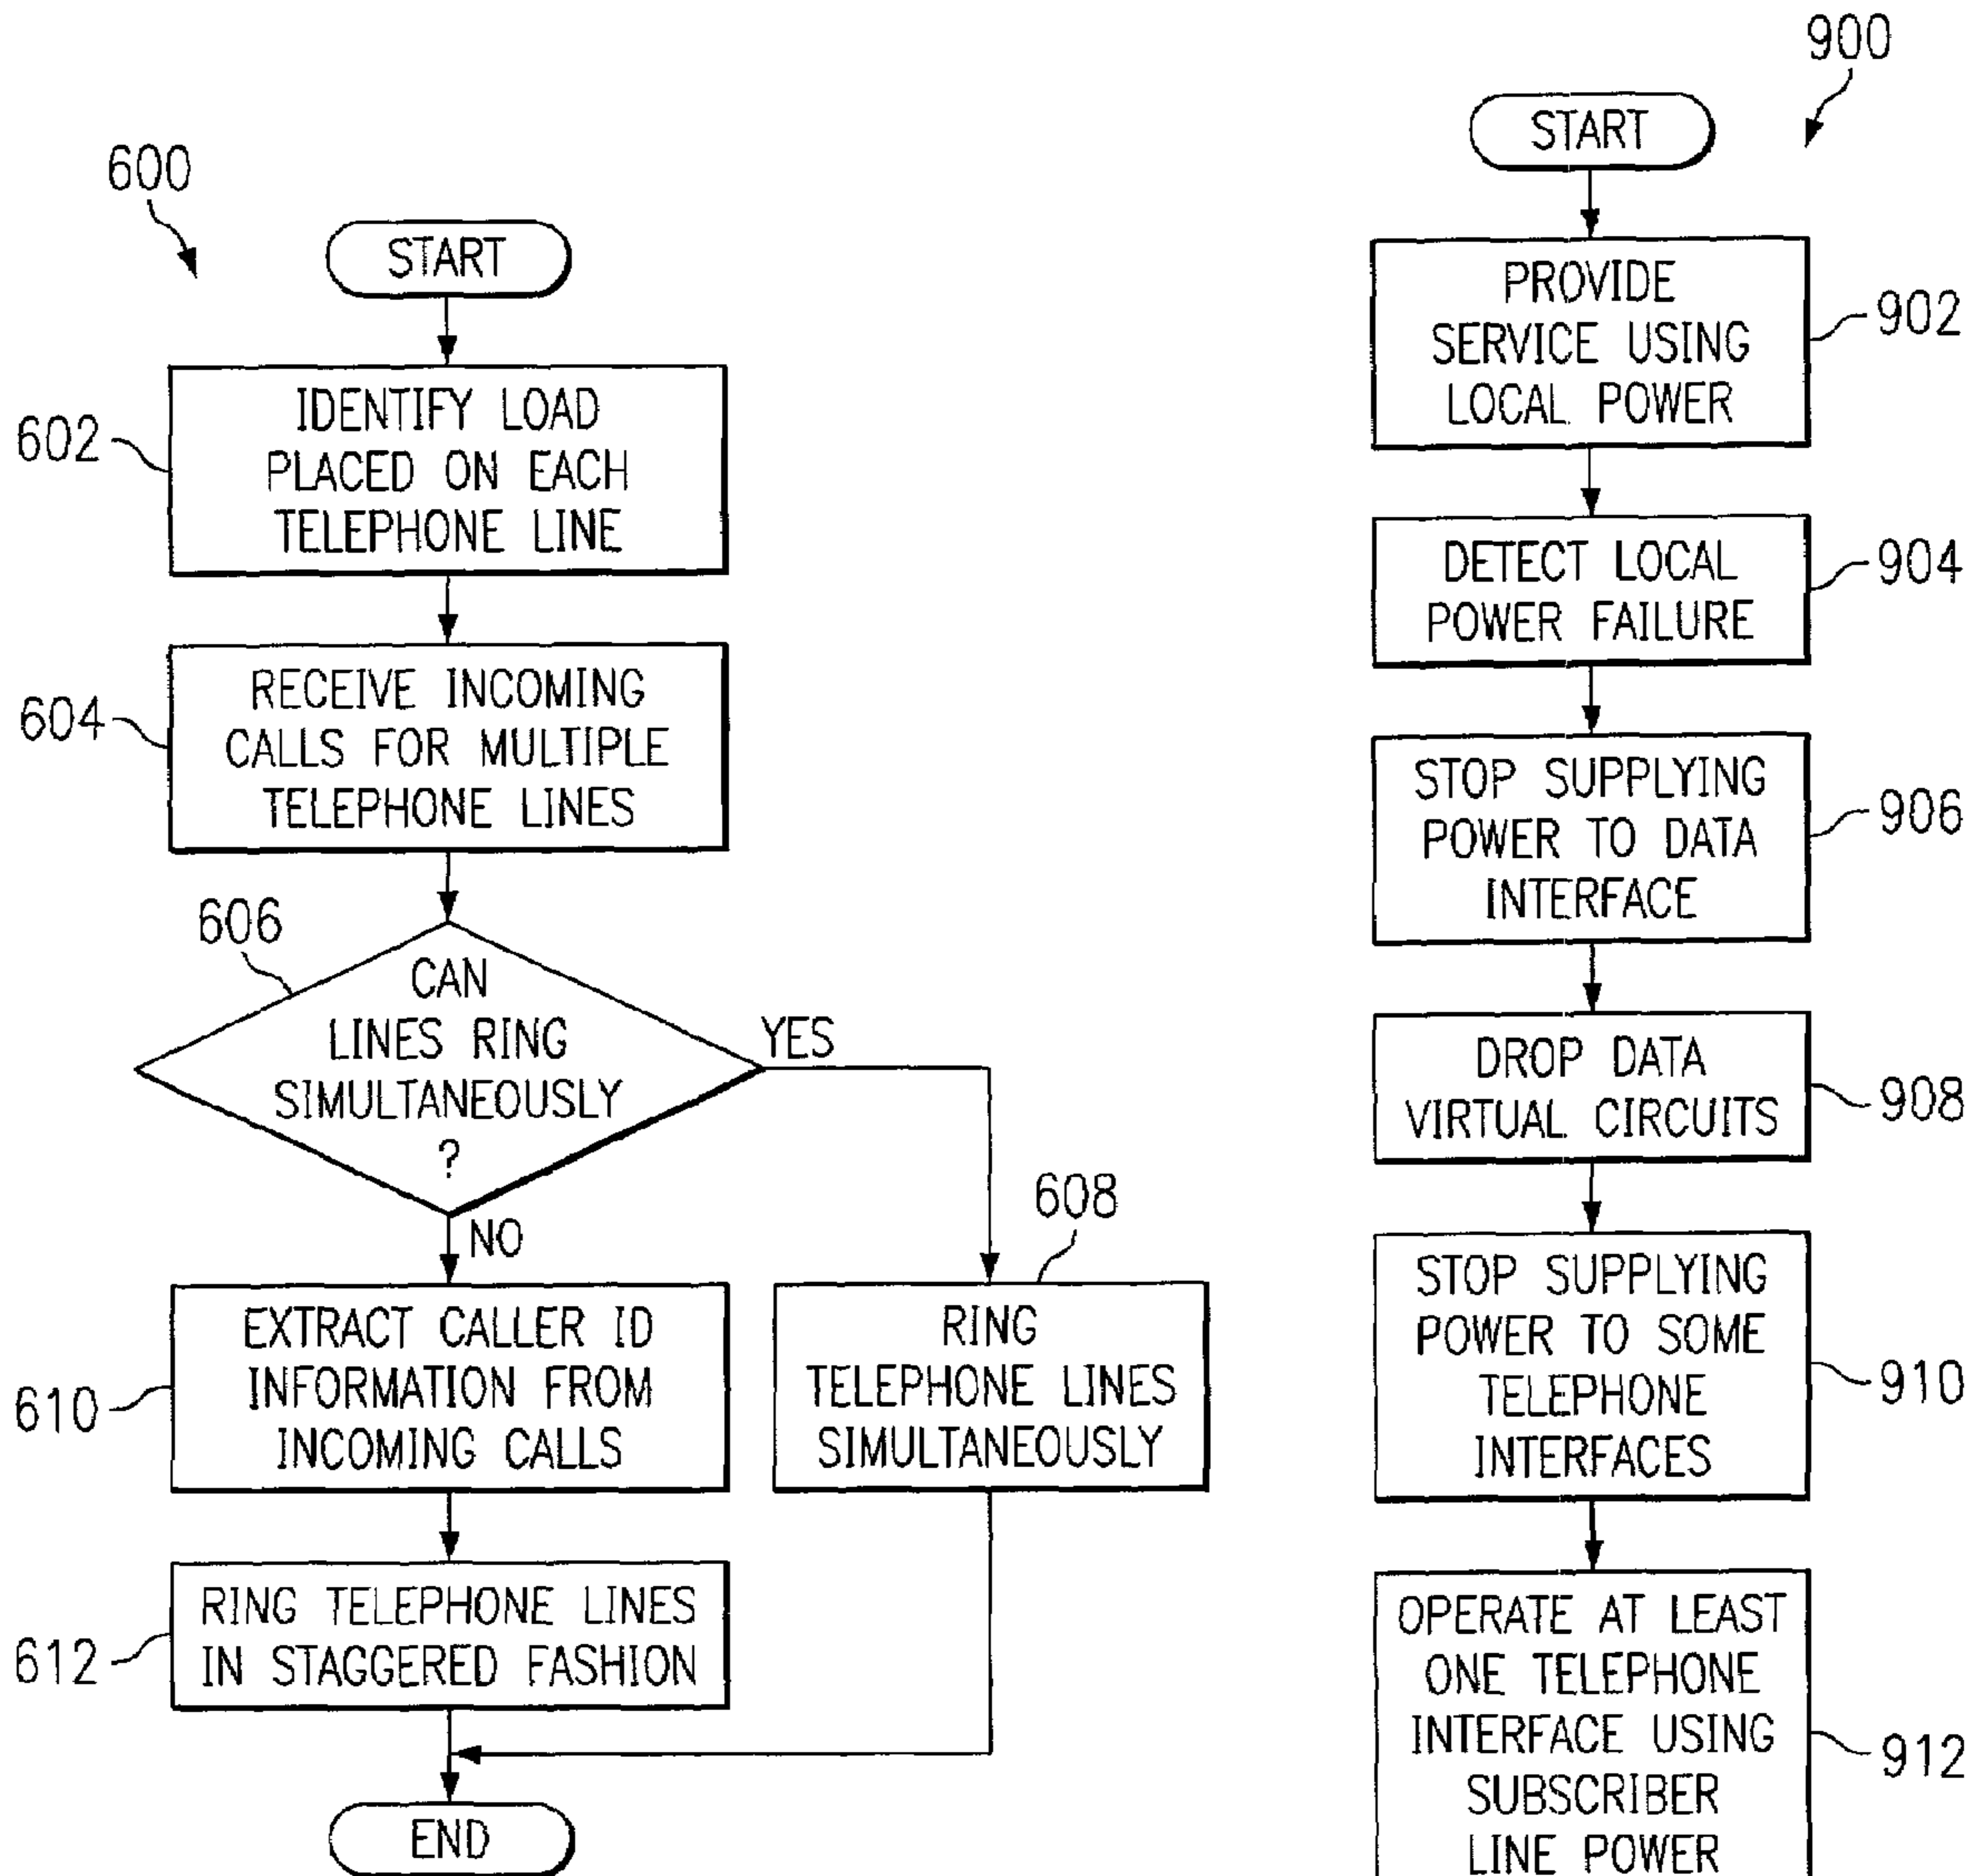 600
START
602
IDENTIFY LOAD
PLACED ON EACH
TELEPHONE LINE
604
RECEIVE INCOMING
CALLS FOR MULTIPLE
TELEPHONE LINES
606
CAN
LINES RING
SIMULTANEOUSLY
?
YES
NO
608
RING
TELEPHONE LINES
SIMULTANEOUSLY
610
EXTRACT CALLER ID
INFORMATION FROM
INCOMING CALLS
612
RING TELEPHONE LINES
IN STAGGERED FASHION
END
900
START
PROVIDE
SERVICE USING
LOCAL POWER
902
DETECT LOCAL
POWER FAILURE
904
STOP SUPPLYING
POWER TO DATA
INTERFACE
906
DROP DATA
VIRTUAL CIRCUITS
908
STOP SUPPLYING
POWER TO SOME
TELEPHONE
INTERFACES
910
OPERATE AT LEAST
ONE TELEPHONE
INTERFACE USING
SUBSCRIBER
LINE POWER
912